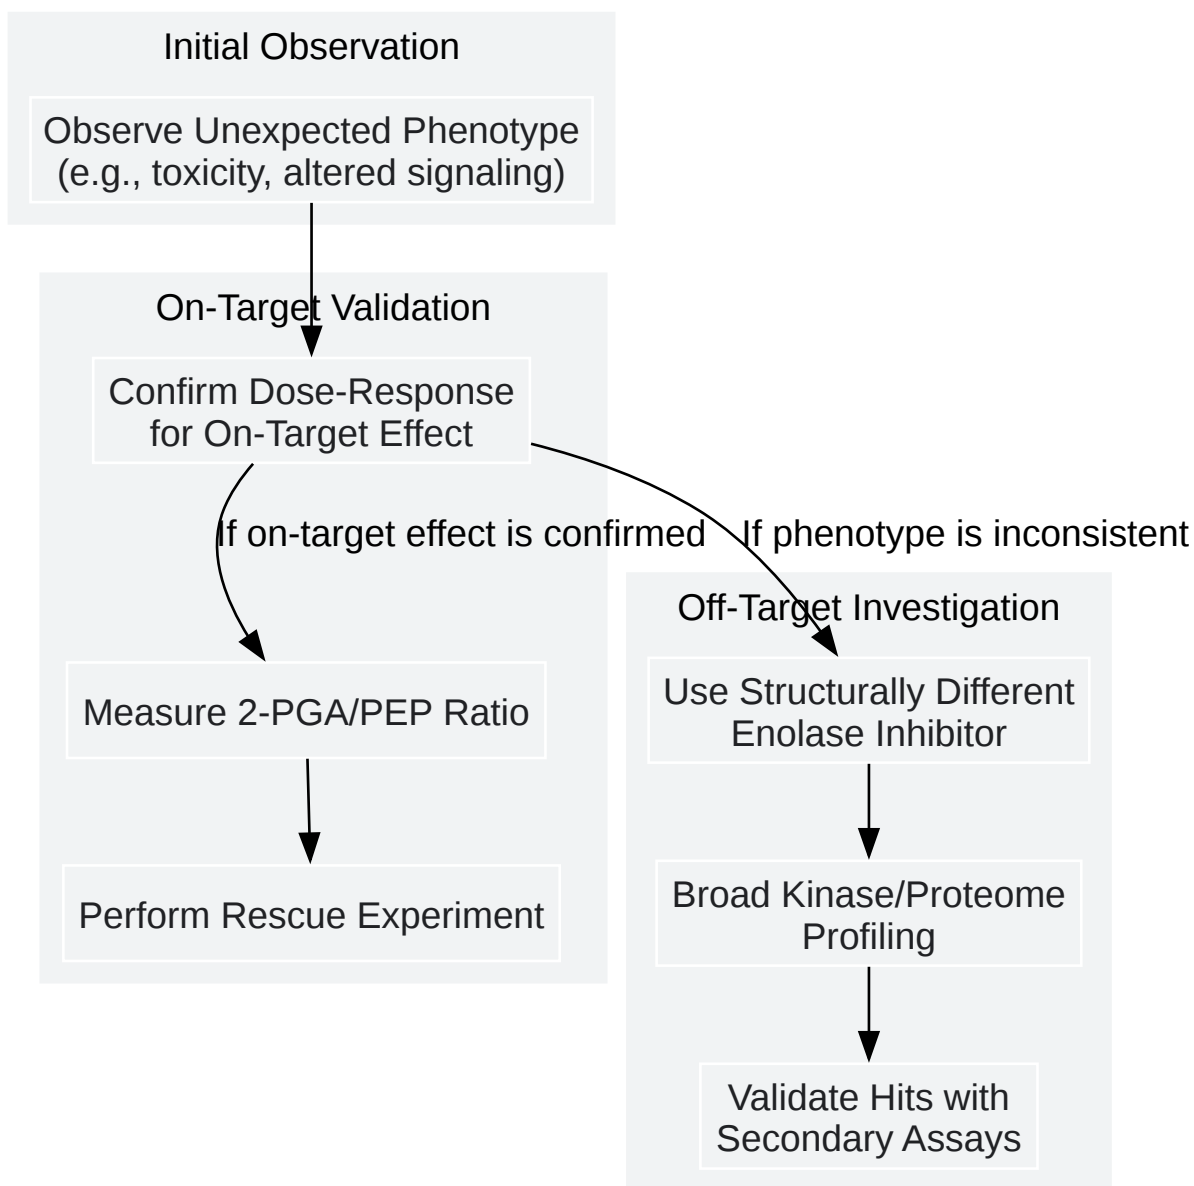 Initial Observation
Observe Unexpected Phenotype
(e.g., toxicity, altered signaling)
On-Target Validation
Confirm Dose-Response
for On-Target Effect
If on-target effect is confirmed
If phenotype is inconsistent
Measure 2-PGA/PEP Ratio
Perform Rescue Experiment
Off-Target Investigation
Use Structurally Different
Enolase Inhibitor
Broad Kinase/Proteome
Profiling
Validate Hits with
Secondary Assays